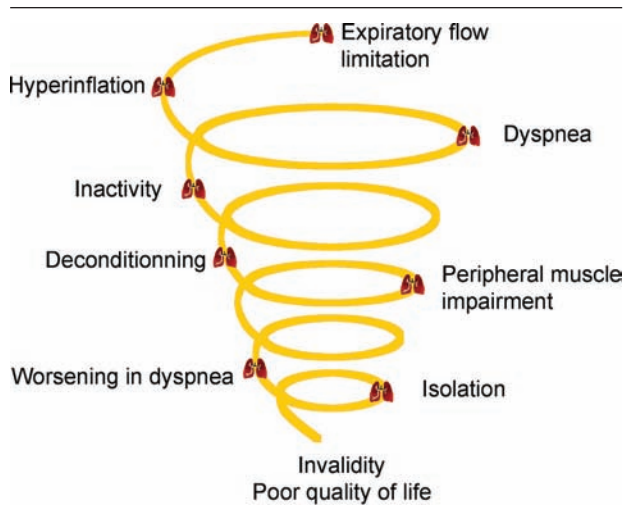 Expiratory flow
limitation
Hyperinflation
Dyspnea
Inactivity
Deconditionning
Peripheral muscle
impairment
Worsening in dyspnea
Isolation
Invalidity
Poor quality of life